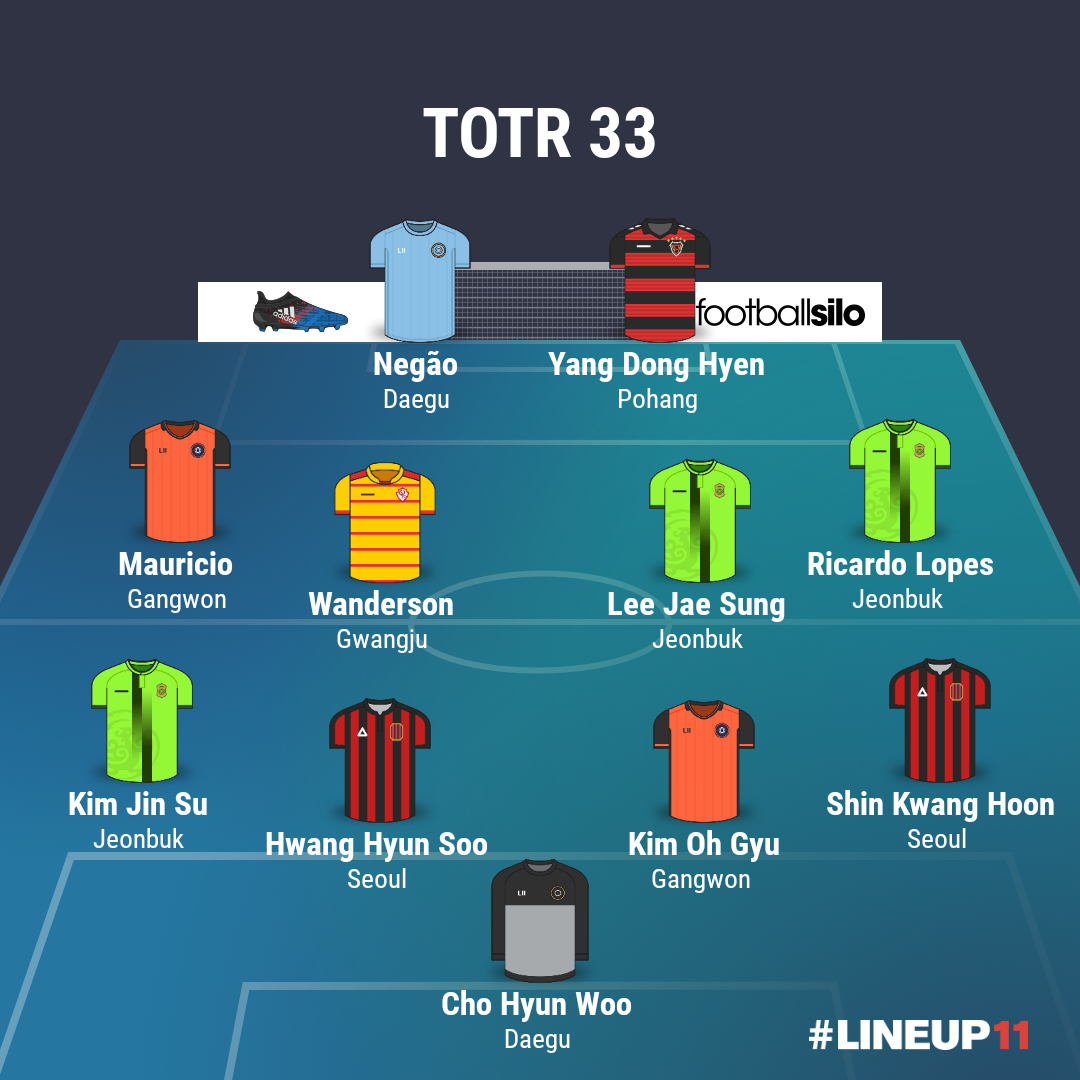 TOTR 33
adidas
footballsilo
Negão
Daegu
Yang Dong Hyen
Pohang
Mauricio
Gangwon
Wanderson
Gwangju
Lee Jae Sung
Jeonbuk
Ricardo Lopes
Jeonbuk
Kim Jin Su
Jeonbuk
Hwang Hyun Soo
Seoul
Kim Oh Gyu
Gangwon
Shin Kwang Hoon
Seoul
Cho Hyun Woo
Daegu
#LINEUP11